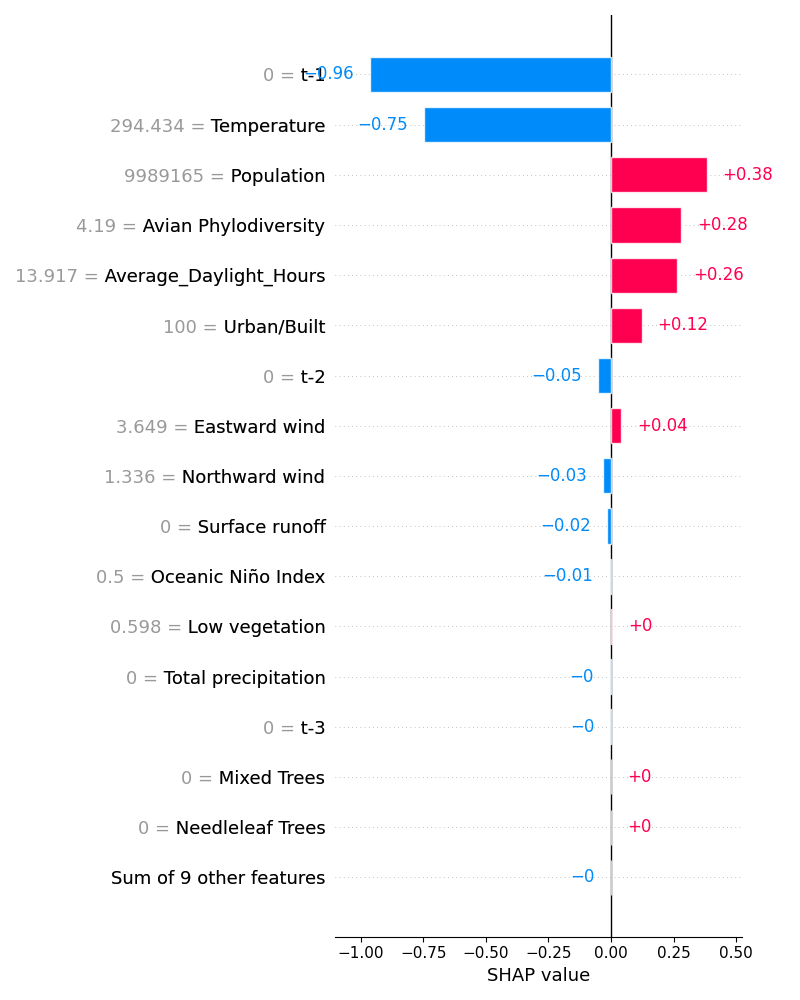 0 = t-1 −0.96
294.434 = Temperature −0.75
9989165 = Population +0.38
4.19 = Avian Phylodiversity +0.28
13.917 = Average_Daylight_Hours +0.26
100 = Urban/Built +0.12
0 = t-2 −0.05
3.649 = Eastward wind +0.04
1.336 = Northward wind −0.03
0 = Surface runoff −0.02
0.5 = Oceanic Niño Index −0.01
0.598 = Low vegetation +0
0 = Total precipitation −0
0 = t-3 −0
0 = Mixed Trees +0
0 = Needleleaf Trees +0
Sum of 9 other features −0
−1.00 −0.75 −0.50 −0.25 0.00 0.25 0.50
SHAP value